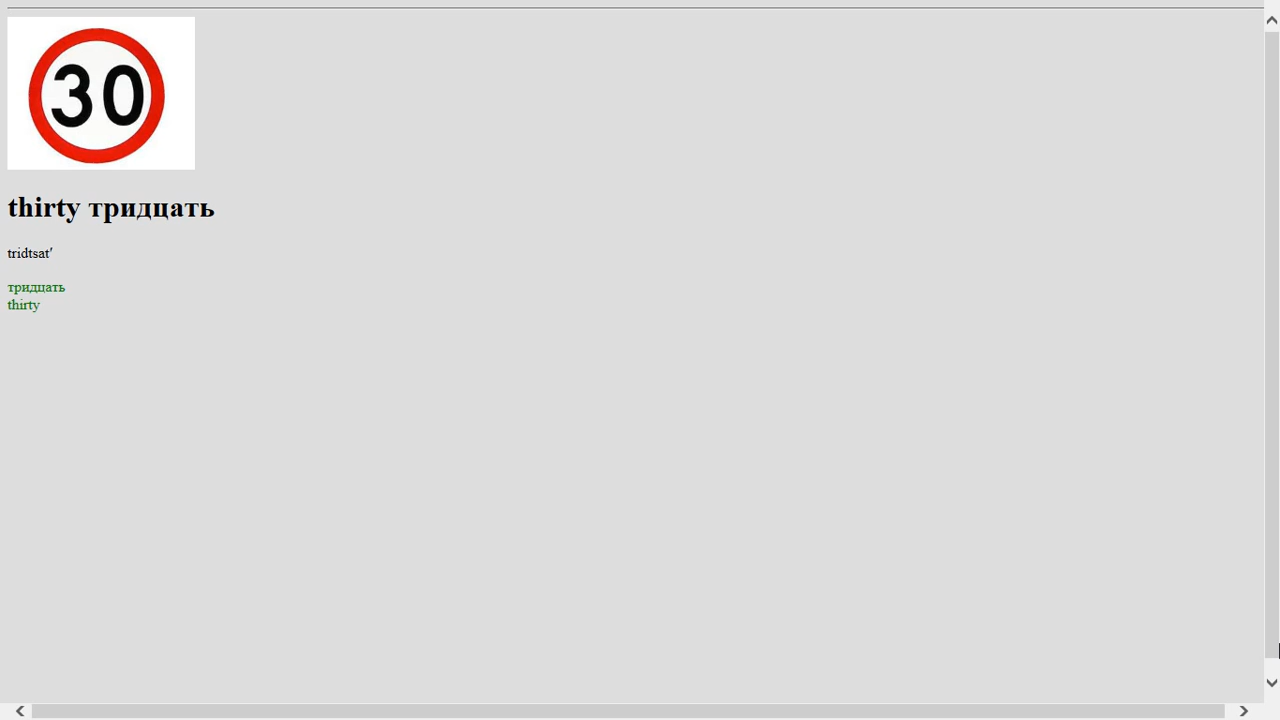 30
thirty тридцать
tridtsat′
тридцать
thirty